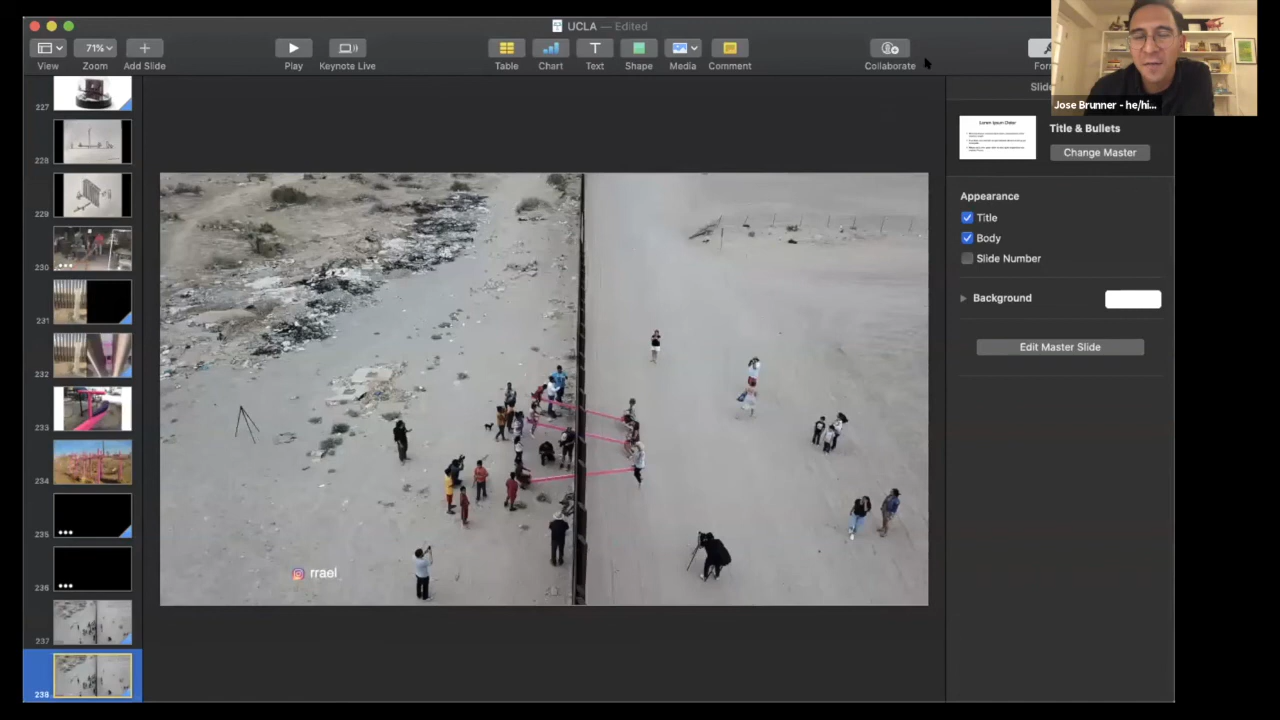 UCLA — Edited
View
71%
Zoom
Add Slide
Play
Keynote Live
Table
Chart
Text
Shape
Media
Comment
Collaborate
Jose Brunner - he/hi...
Title & Bullets
Change Master
Appearance
Title
Body
Slide Number
Background
Edit Master Slide
227
228
229
230
231
232
233
234
235
236
237
238
rrael